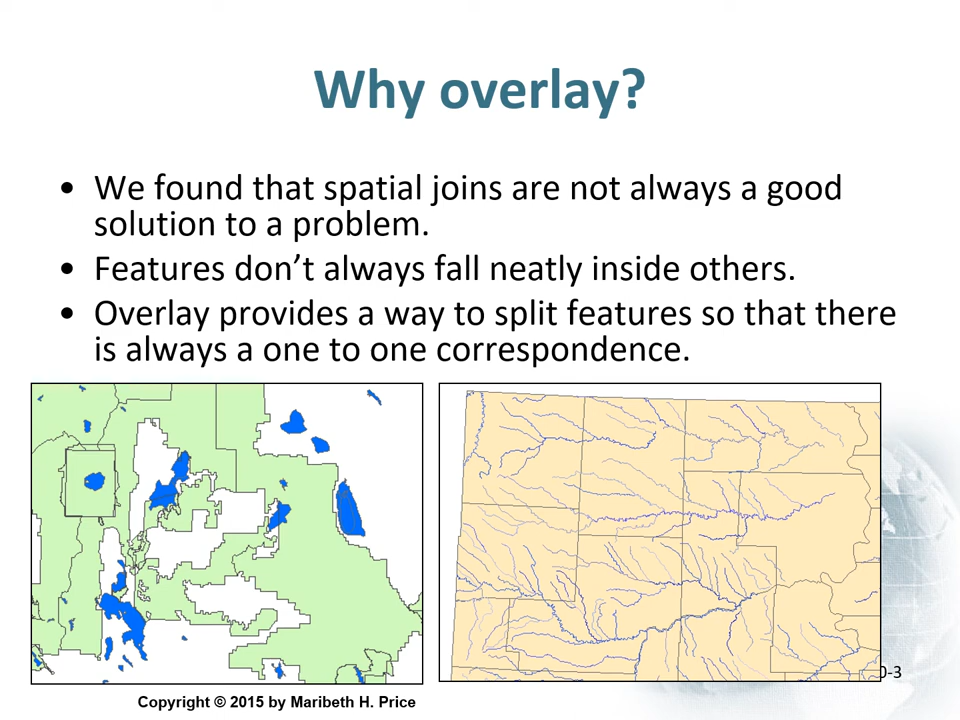 Why overlay?
• We found that spatial joins are not always a good
solution to a problem.
• Features don’t always fall neatly inside others.
• Overlay provides a way to split features so that there
is always a one to one correspondence.
0-3
Copyright © 2015 by Maribeth H. Price